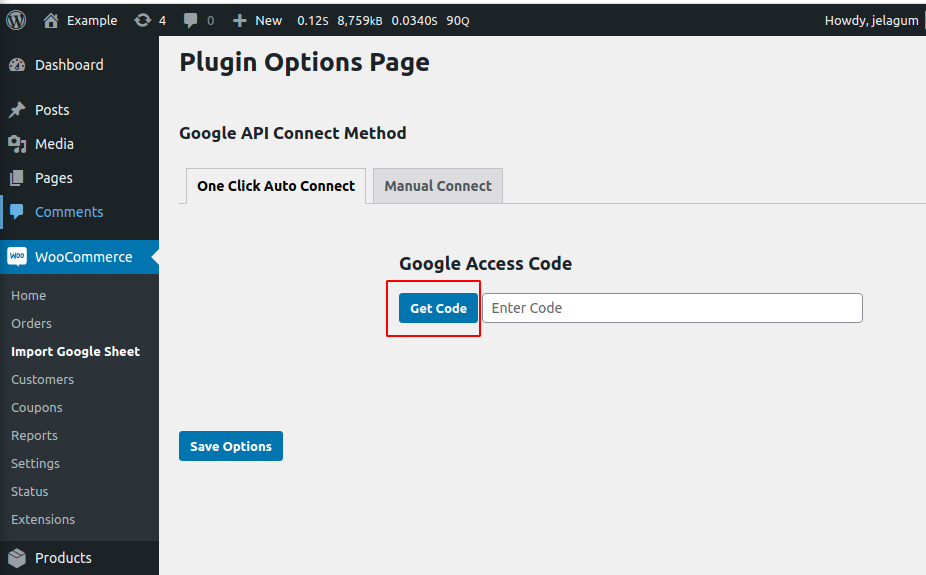 Example 4 0 New 0.12S 8,759KB 0.0340S 90Q Howdy, jelagum
Dashboard
Posts
Media
Pages
Comments
WOO WooCommerce
Home
Orders
Import Google Sheet
Customers
Coupons
Reports
Settings
Status
Extensions
Products
Plugin Options Page
Google API Connect Method
One Click Auto Connect Manual Connect
Google Access Code
Get Code Enter Code
Save Options